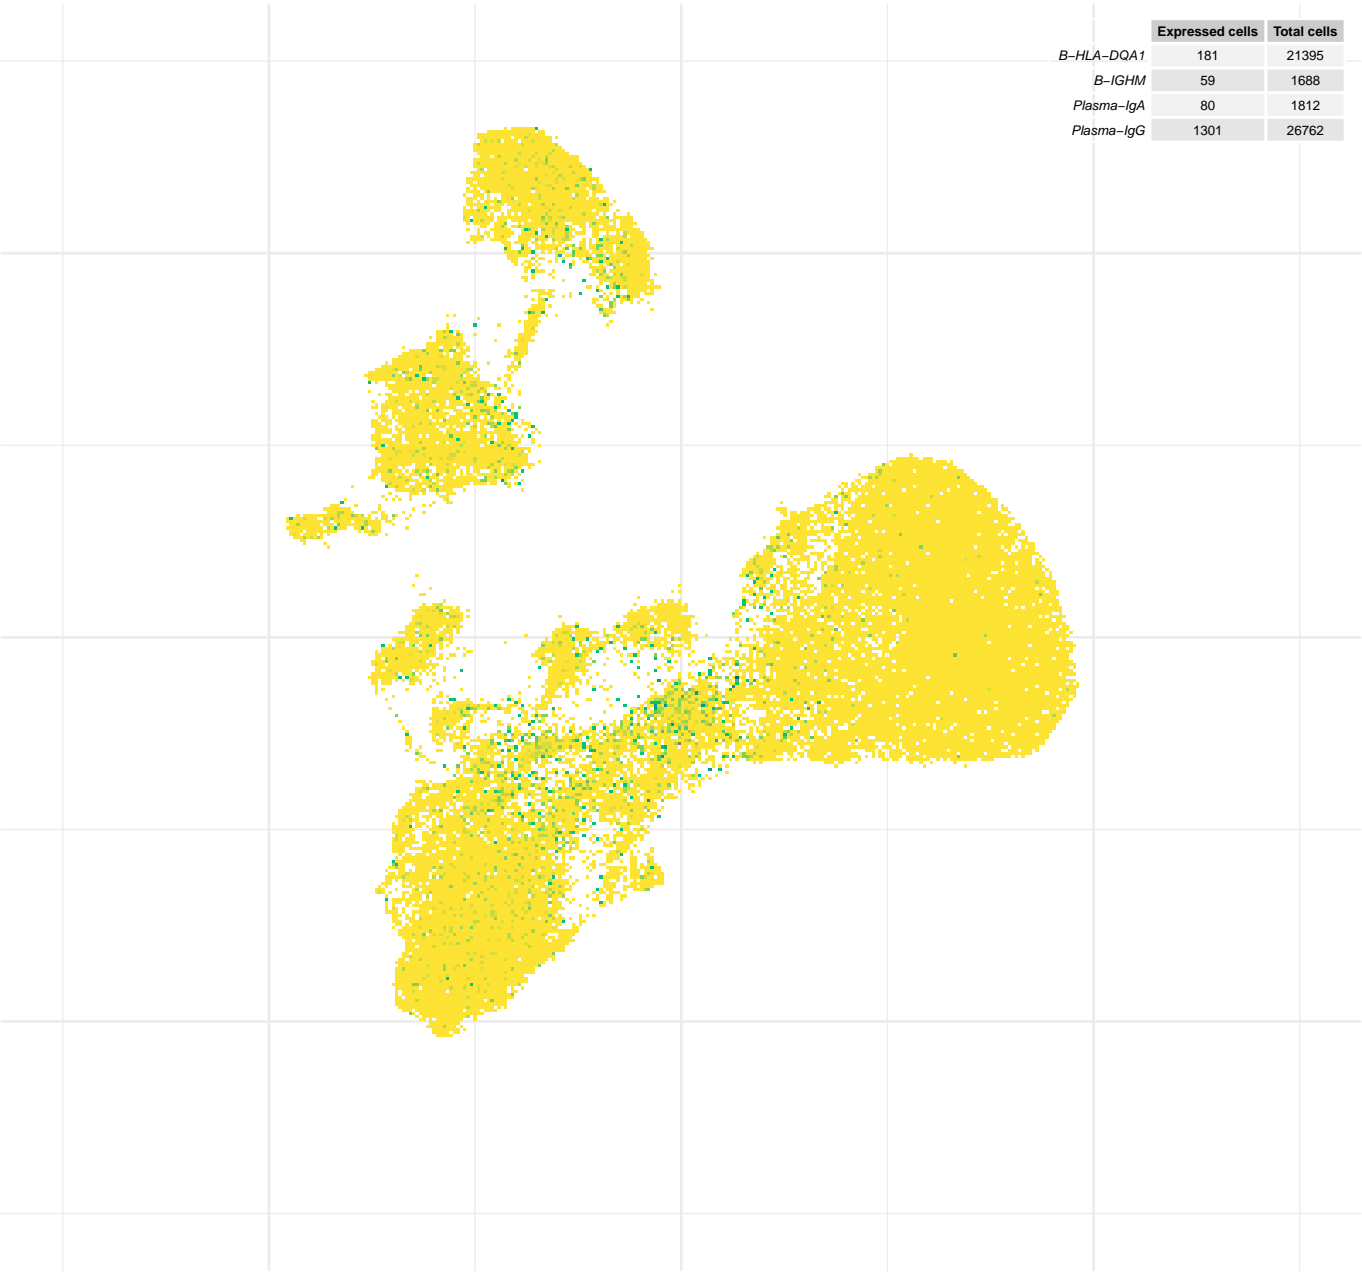 Expressed cells Total cells
B−HLA−DQA1 181 21395
B−IGHM 59 1688
Plasma−IgA 80 1812
Plasma−IgG 1301 26762